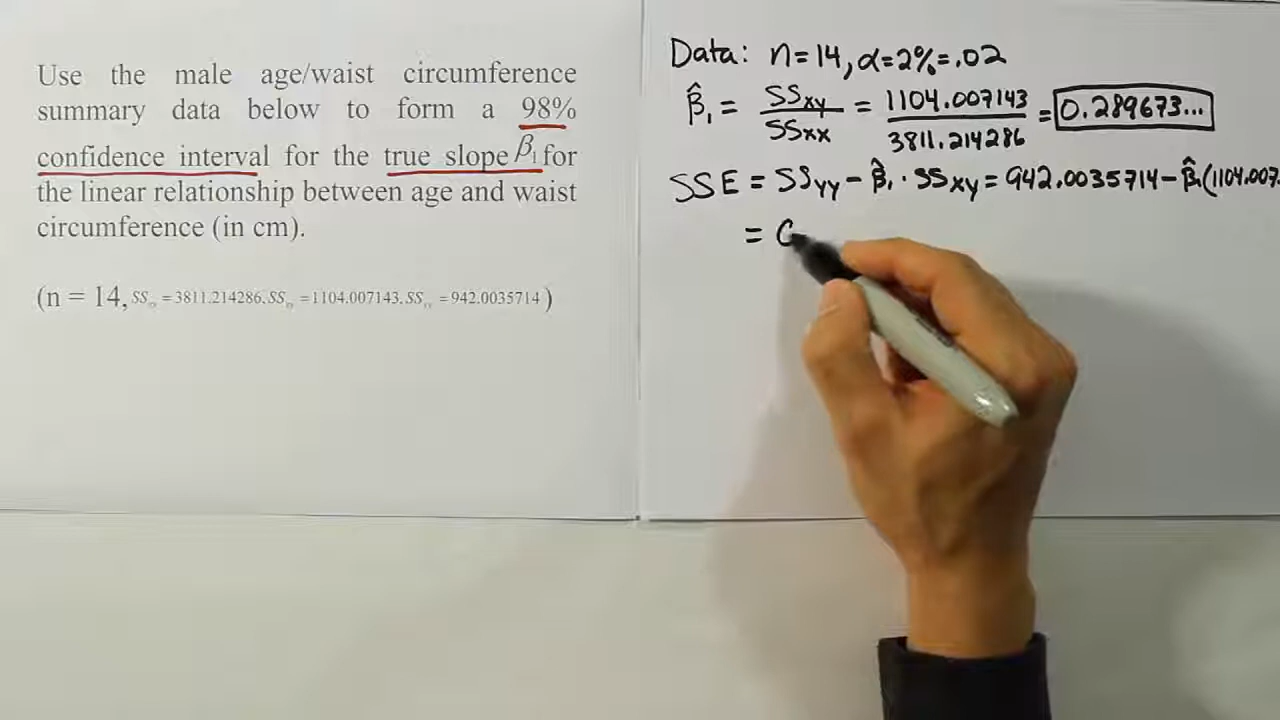 Use the male age/waist circumference
summary data below to form a 98%
confidence interval for the true slope β₁ for
the linear relationship between age and waist
circumference (in cm).
(n = 14, SS = 3811.214286. SS = 1104.007143. SS = 942.0035714)
Data: n = 14, α = 2% = .02
β̂₁ = SSxy / SSxx = 1104.007143 / 3811.214286 = 0.289673...
SSE = SSyy - β̂₁ · SSxy = 942.0035714 - β̂₁(1104.007.
=